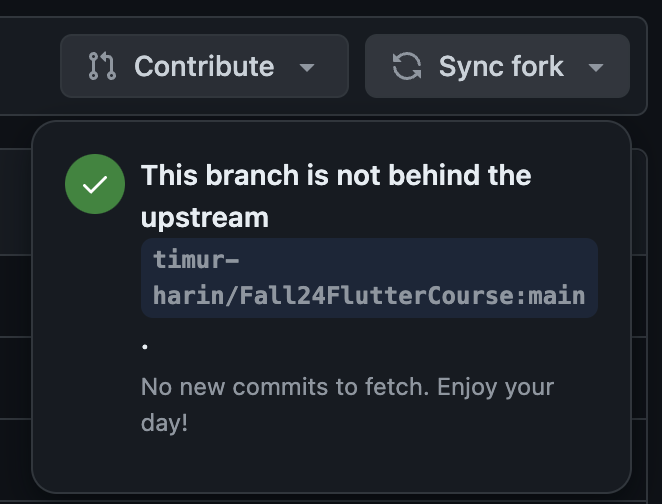 Contribute
Sync fork
This branch is not behind the
upstream
timur-
harin/Fall24FlutterCourse:main
.
No new commits to fetch. Enjoy your
day!